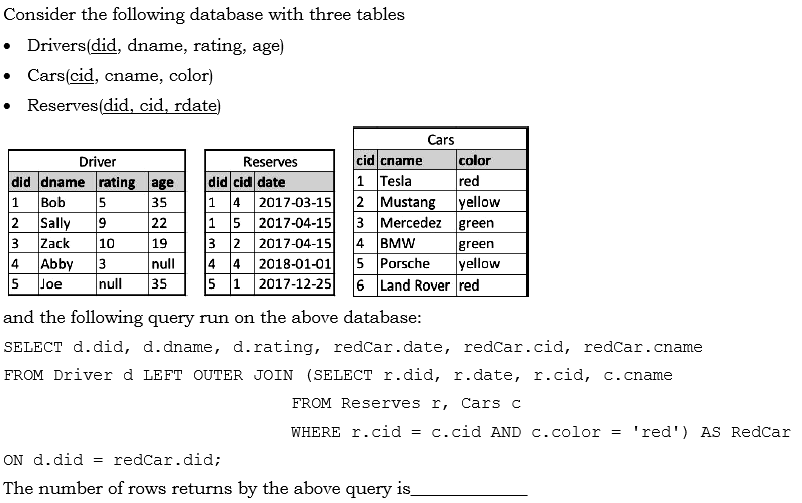 Consider the following database with three tables
• Drivers(did, dname, rating, age)
• Cars(cid, cname, color)
• Reserves(did, cid, rdate)
Driver
did dname rating age
1 Bob 5 35
2 Sally 9 22
3 Zack 10 19
4 Abby 3 null
5 Joe null 35
Reserves
did cid date
1 4 2017-03-15
1 5 2017-04-15
3 2 2017-04-15
4 4 2018-01-01
5 1 2017-12-25
Cars
cid cname color
1 Tesla red
2 Mustang yellow
3 Mercedez green
4 BMW green
5 Porsche yellow
6 Land Rover red
and the following query run on the above database:
SELECT d.did, d.dname, d.rating, redCar.date, redCar.cid, redCar.cname
FROM Driver d LEFT OUTER JOIN (SELECT r.did, r.date, r.cid, c.cname
FROM Reserves r, Cars c
WHERE r.cid = c.cid AND c.color = 'red') AS RedCar
ON d.did = redCar.did;
The number of rows returns by the above query is____________